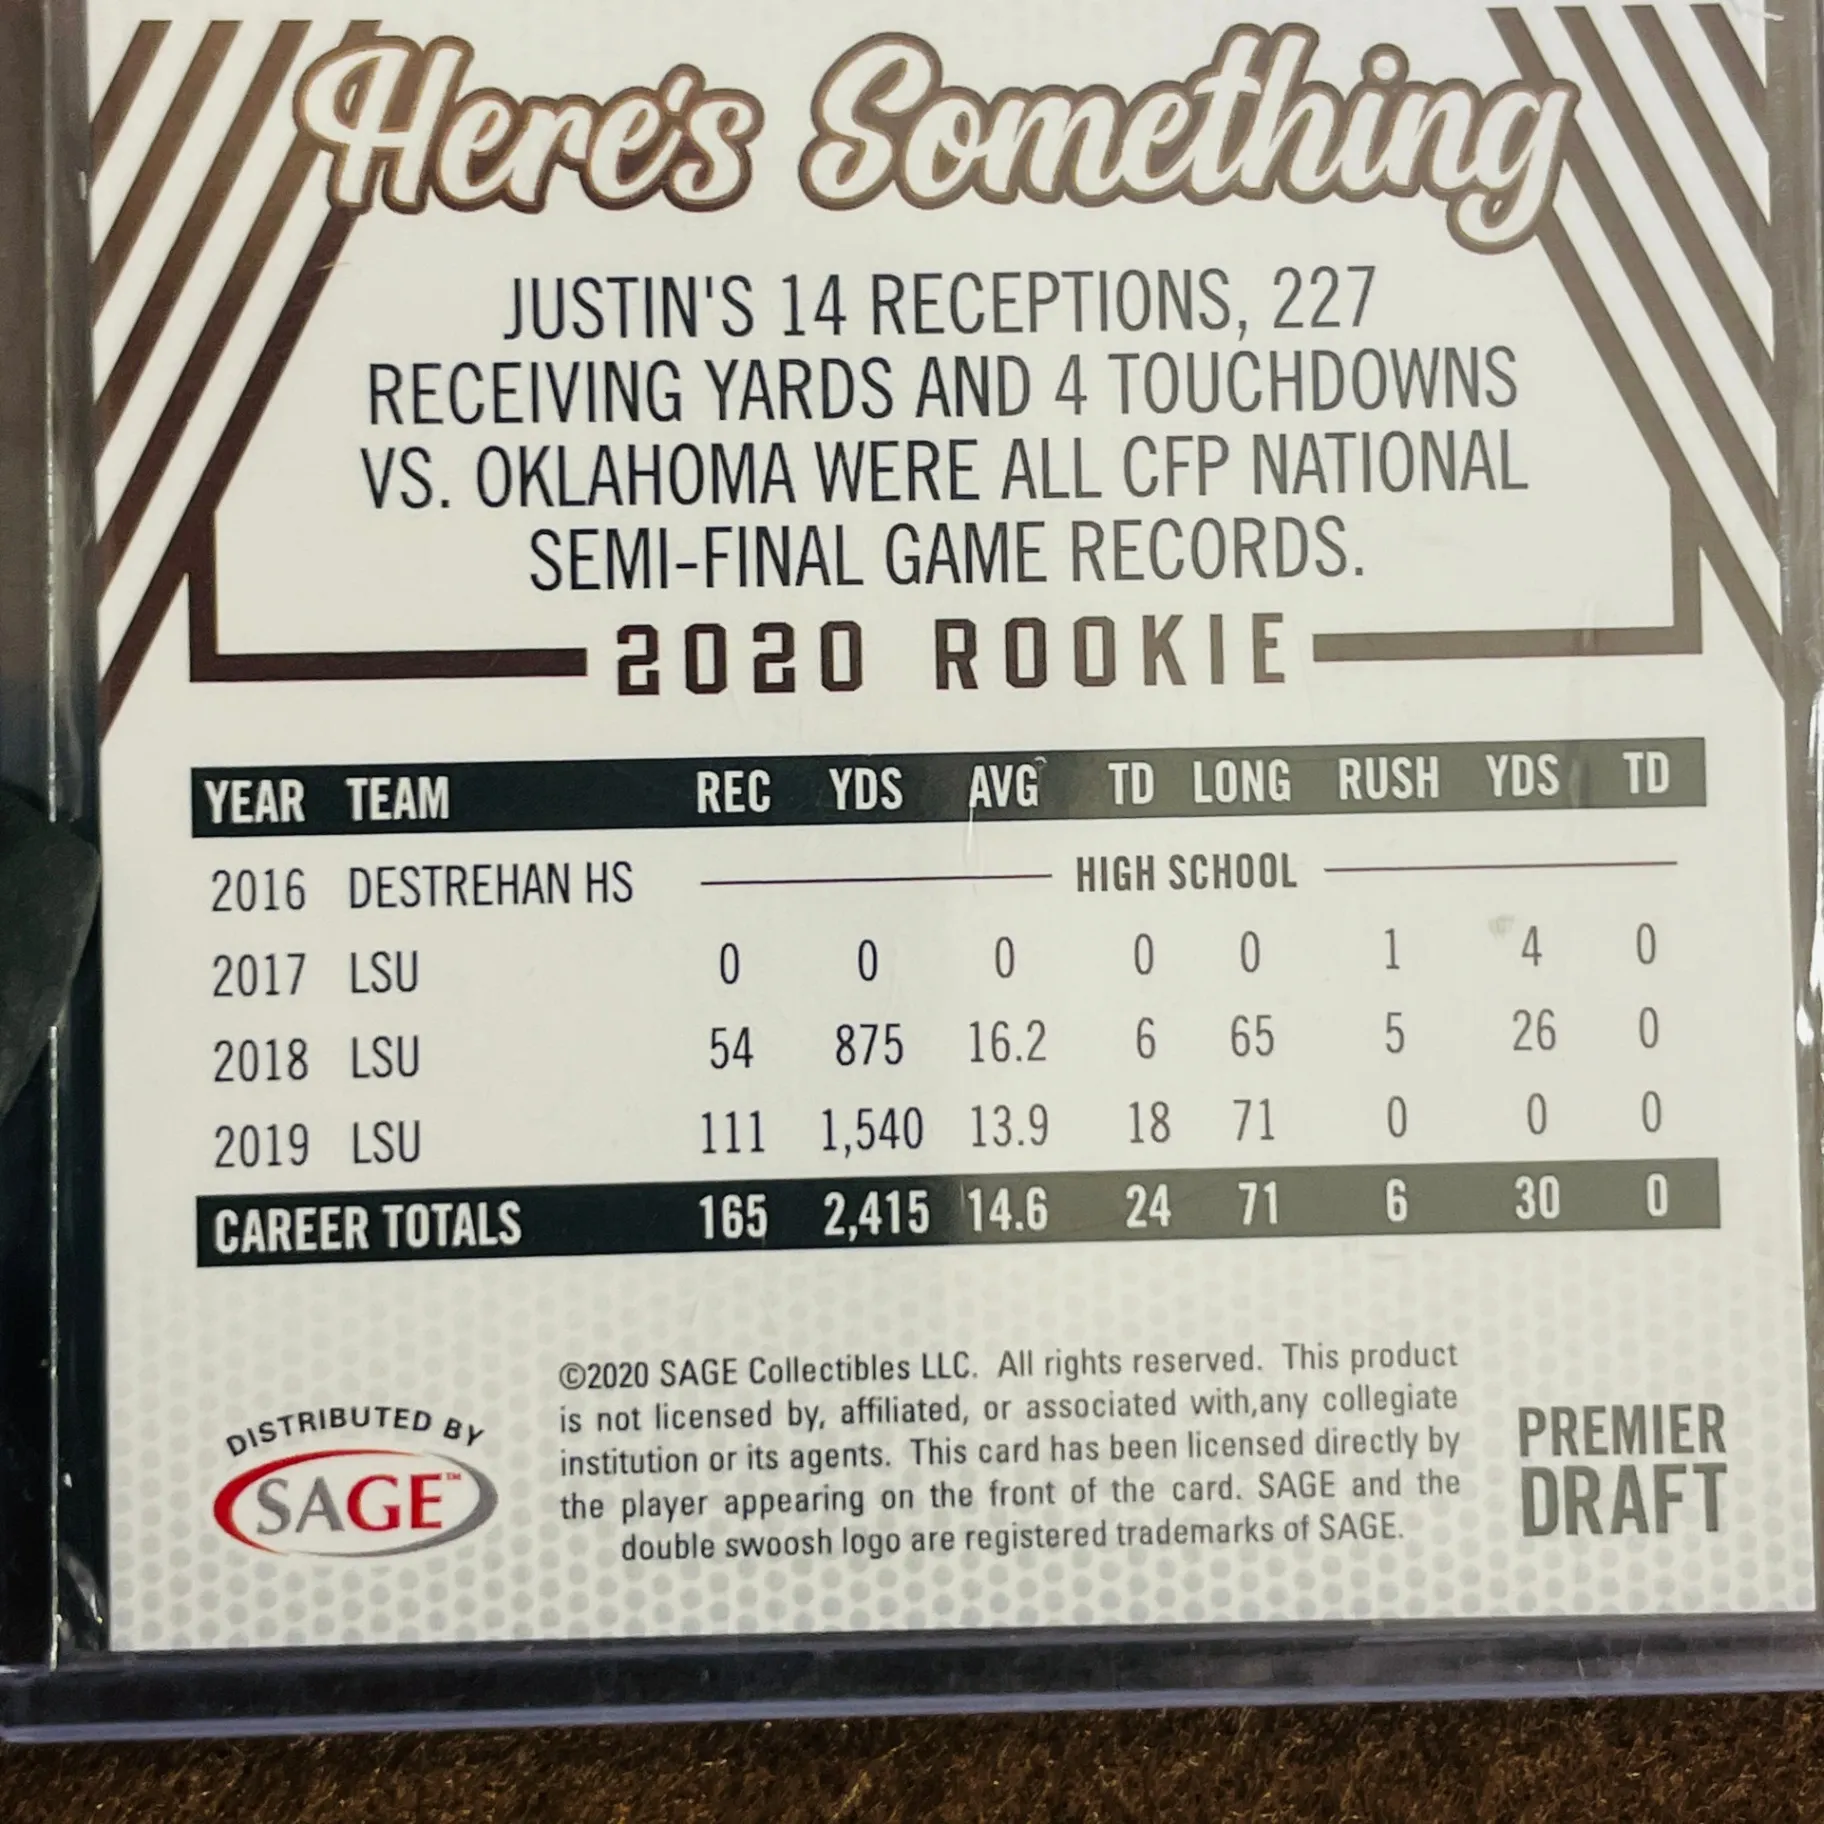 Here's Something
JUSTIN'S 14 RECEPTIONS, 227
RECEIVING YARDS AND 4 TOUCHDOWNS
VS. OKLAHOMA WERE ALL CFP NATIONAL
SEMI-FINAL GAME RECORDS.
2020 ROOKIE
YEAR TEAM REC YDS AVG TD LONG RUSH YDS TD
2016 DESTREHAN HS HIGH SCHOOL
2017 LSU 0 0 0 0 0 1 4 0
2018 LSU 54 875 16.2 6 65 5 26 0
2019 LSU 111 1,540 13.9 18 71 0 0 0
CAREER TOTALS 165 2,415 14.6 24 71 6 30 0
DISTRIBUTED BY
SAGE™
©2020 SAGE Collectibles LLC. All rights reserved. This product
is not licensed by, affiliated, or associated with,any collegiate
institution or its agents. This card has been licensed directly by
the player appearing on the front of the card. SAGE and the
double swoosh logo are registered trademarks of SAGE.
PREMIER
DRAFT